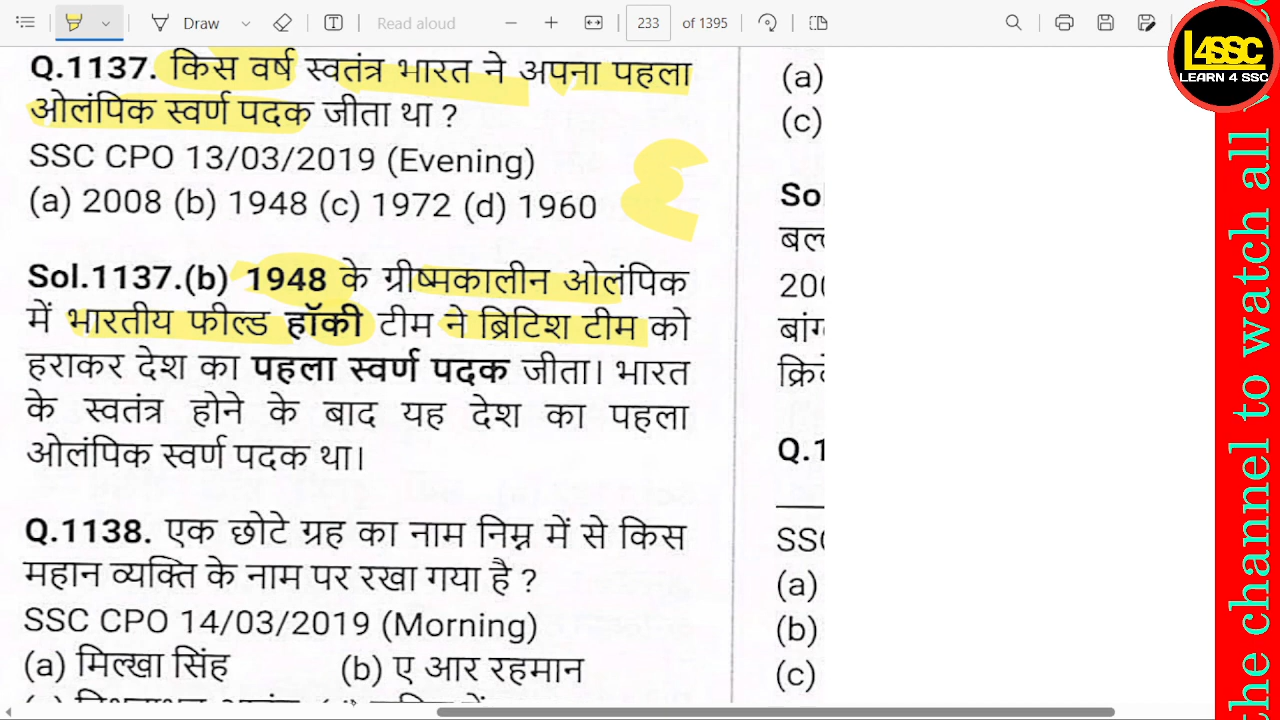 Draw
Read aloud
233 of 1395
L4SSC
LEARN 4 SSC
Q.1137. किस वर्ष स्वतंत्र भारत ने अपना पहला
ओलंपिक स्वर्ण पदक जीता था ?
SSC CPO 13/03/2019 (Evening)
(a) 2008 (b) 1948 (c) 1972 (d) 1960
Sol.1137.(b) 1948 के ग्रीष्मकालीन ओलंपिक
में भारतीय फील्ड हॉकी टीम ने ब्रिटिश टीम को
हराकर देश का पहला स्वर्ण पदक जीता। भारत
के स्वतंत्र होने के बाद यह देश का पहला
ओलंपिक स्वर्ण पदक था।
Q.1138. एक छोटे ग्रह का नाम निम्न में से किस
महान व्यक्ति के नाम पर रखा गया है ?
SSC CPO 14/03/2019 (Morning)
(a) मिल्खा सिंह (b) ए आर रहमान
(a)
(c)
So
200
Q.1
SS
(a)
(b)
(c)
the channel to watch all